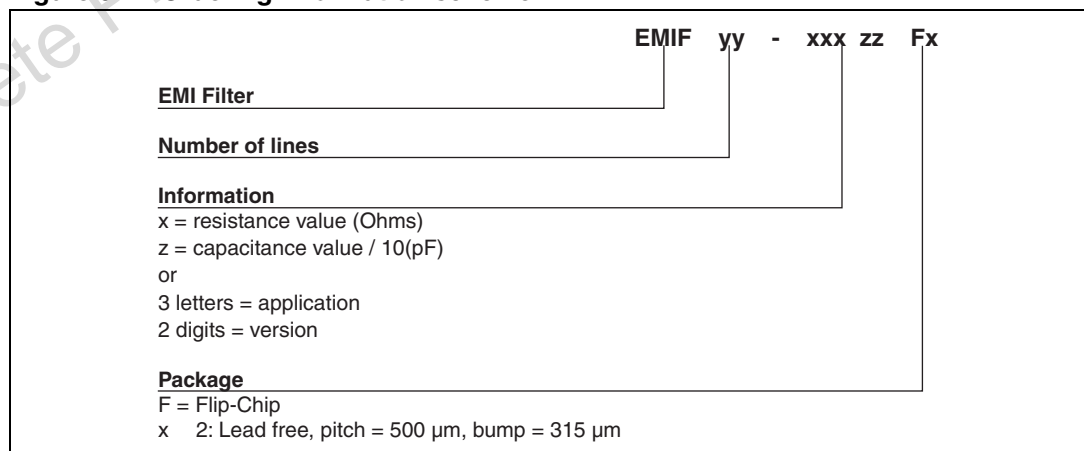 EMIF yy - xxx zz Fx
EMI Filter
Number of lines
Information
x = resistance value (Ohms)
z = capacitance value / 10(pF)
or
3 letters = application
2 digits = version
Package
F = Flip-Chip
x 2: Lead free, pitch = 500 µm, bump = 315 µm